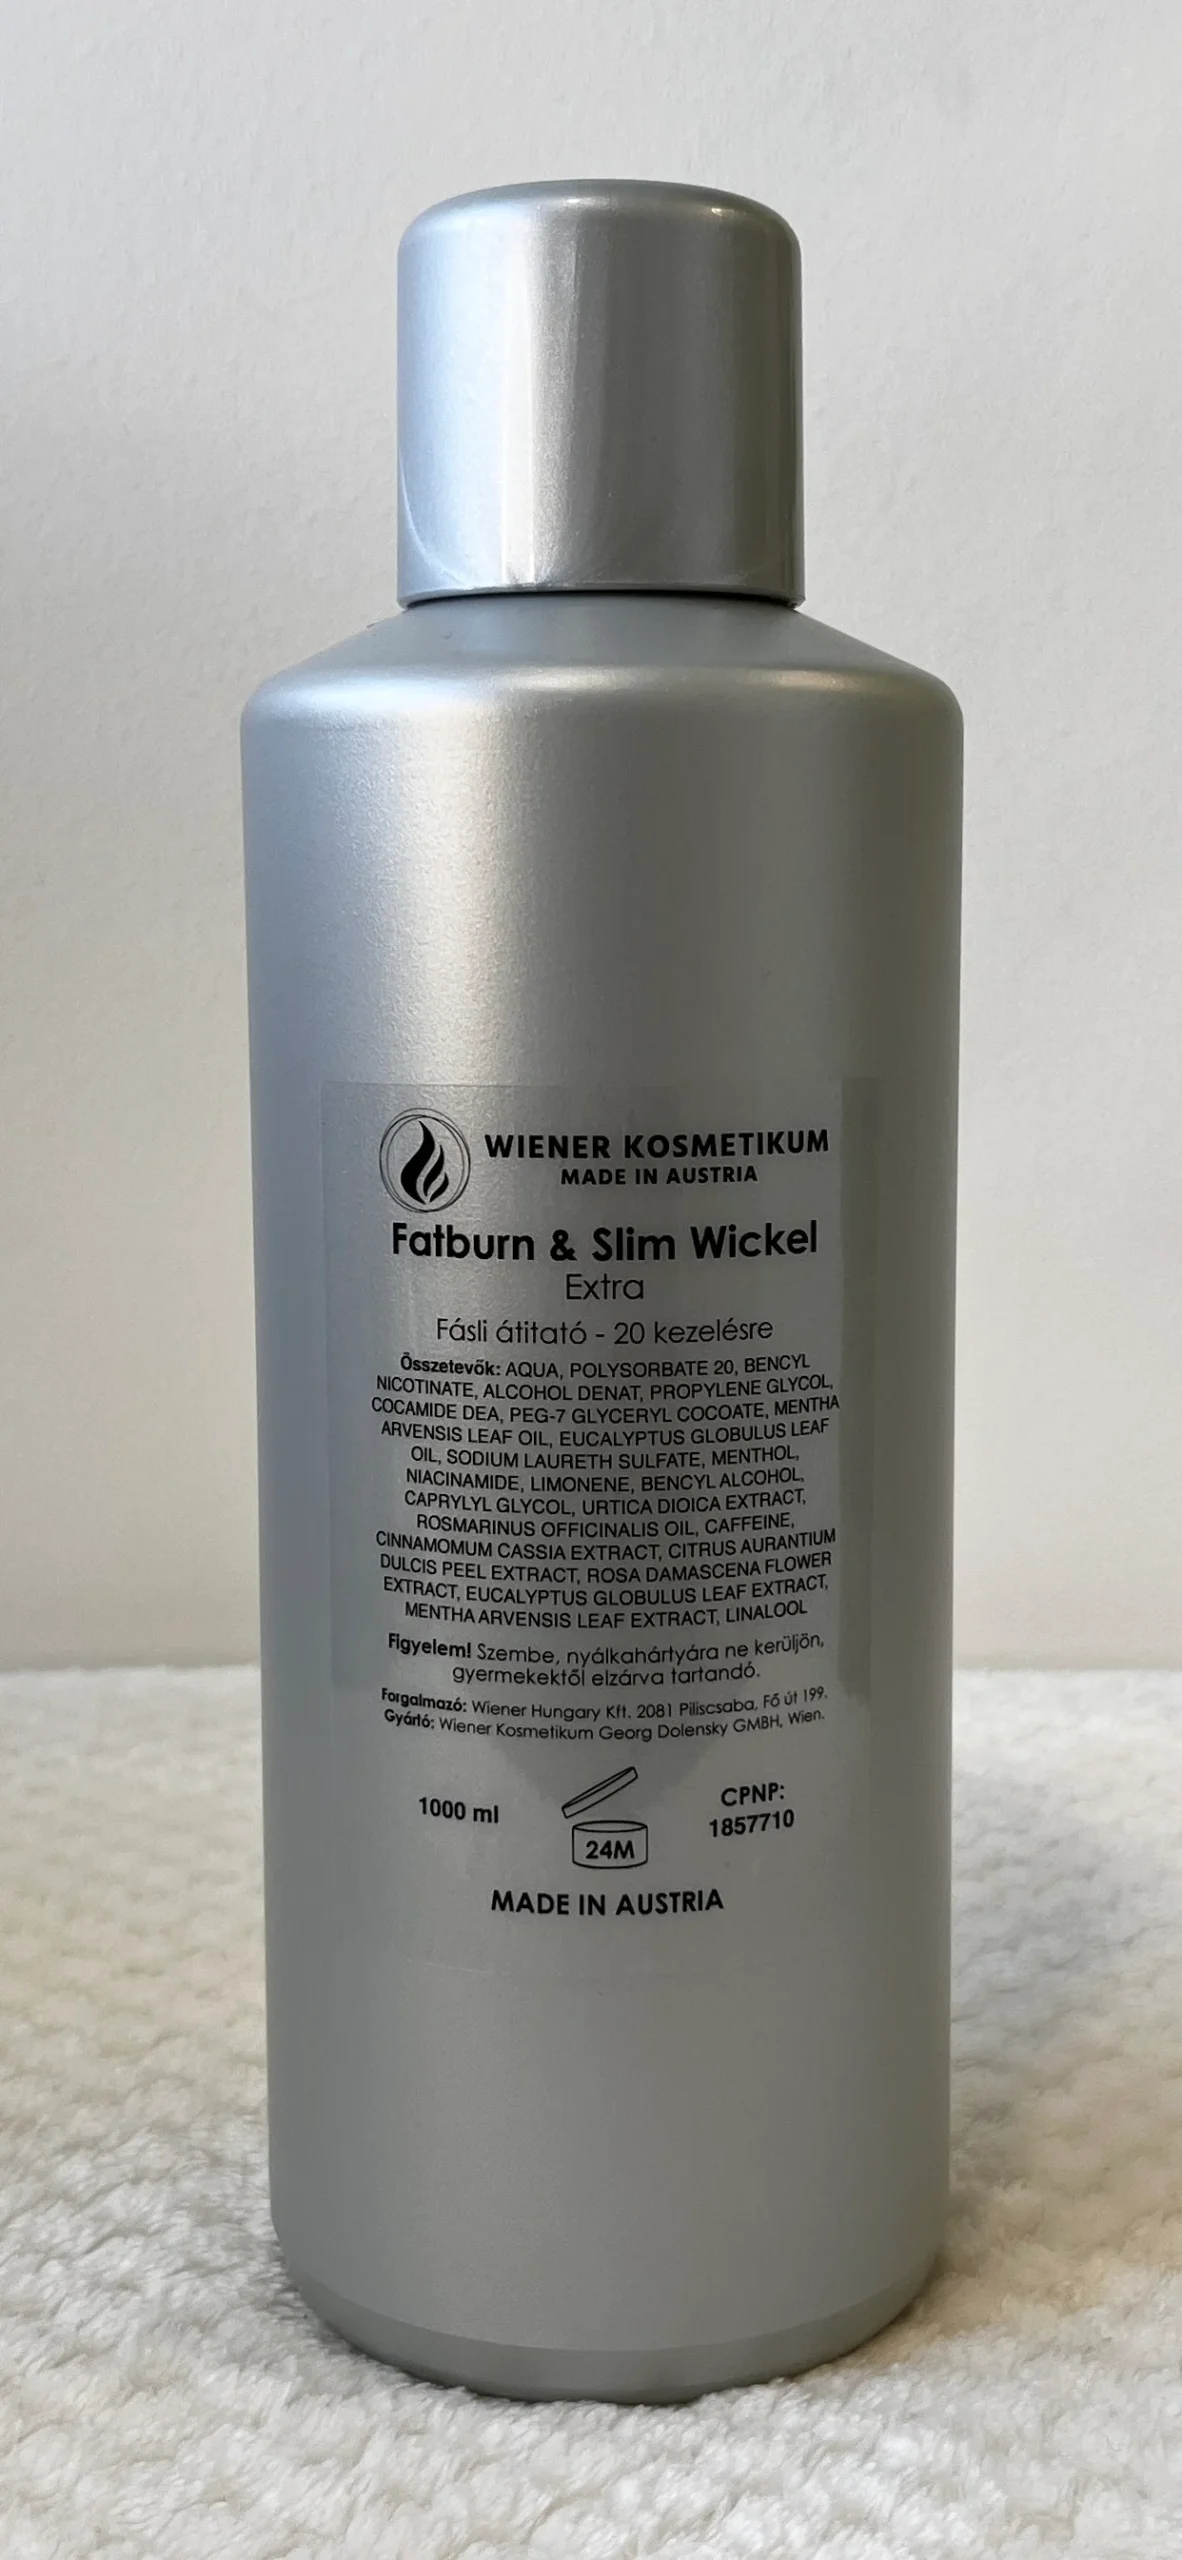 WIENER KOSMETIKUM
MADE IN AUSTRIA
Fatburn & Slim Wickel
Extra
Fásli átitató - 20 kezelésre
Összetevők: AQUA, POLYSORBATE 20, BENCYL
NICOTINATE, ALCOHOL DENAT, PROPYLENE GLYCOL,
COCAMIDE DEA, PEG-7 GLYCERYL COCOATE, MENTHA
ARVENSIS LEAF OIL, EUCALYPTUS GLOBULUS LEAF
OIL, SODIUM LAURETH SULFATE, MENTHOL,
NIACINAMIDE, LIMONENE, BENCYL ALCOHOL,
CAPRYLYL GLYCOL, URTICA DIOICA EXTRACT,
ROSMARINUS OFFICINALIS OIL, CAFFEINE,
CINNAMOMUM CASSIA EXTRACT, CITRUS AURANTIUM
DULCIS PEEL EXTRACT, ROSA DAMASCENA FLOWER
EXTRACT, EUCALYPTUS GLOBULUS LEAF EXTRACT,
MENTHA ARVENSIS LEAF EXTRACT, LINALOOL
Figyelem! Szembe, nyálkahártyára ne kerüljön,
gyermekektől elzárva tartandó.
Forgalmazó: Wiener Hungary Kft. 2081 Piliscsaba, Fő út 199.
Gyártó: Wiener Kosmetikum Georg Dolensky GMBH, Wien.
1000 ml
24M
CPNP:
1857710
MADE IN AUSTRIA